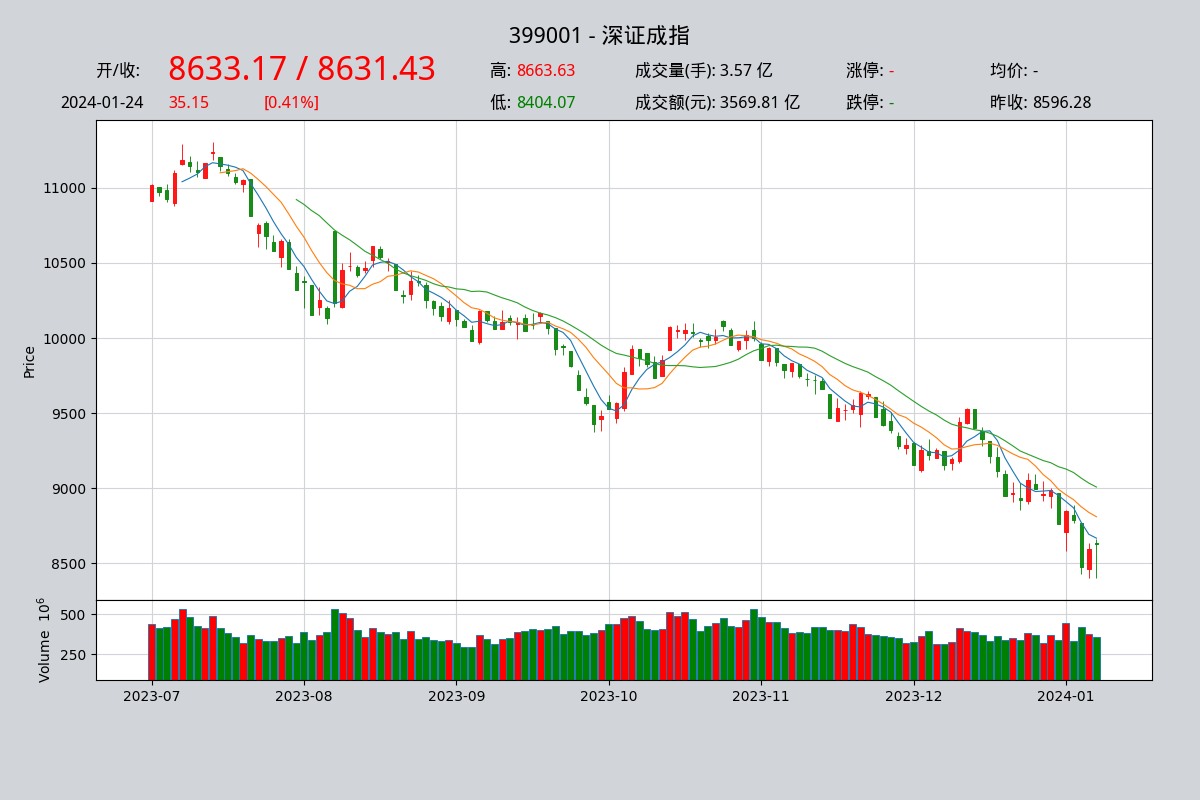 399001 - 深证成指
开/收: 8633.17 / 8631.43 高: 8663.63 成交量(手): 3.57 亿 涨停: - 均价: -
2024-01-24 35.15 [0.41%] 低: 8404.07 成交额(元): 3569.81 亿 跌停: - 昨收: 8596.28
Price
11000
10500
10000
9500
9000
8500
Volume 10^6
500
250
2023-07 2023-08 2023-09 2023-10 2023-11 2023-12 2024-01